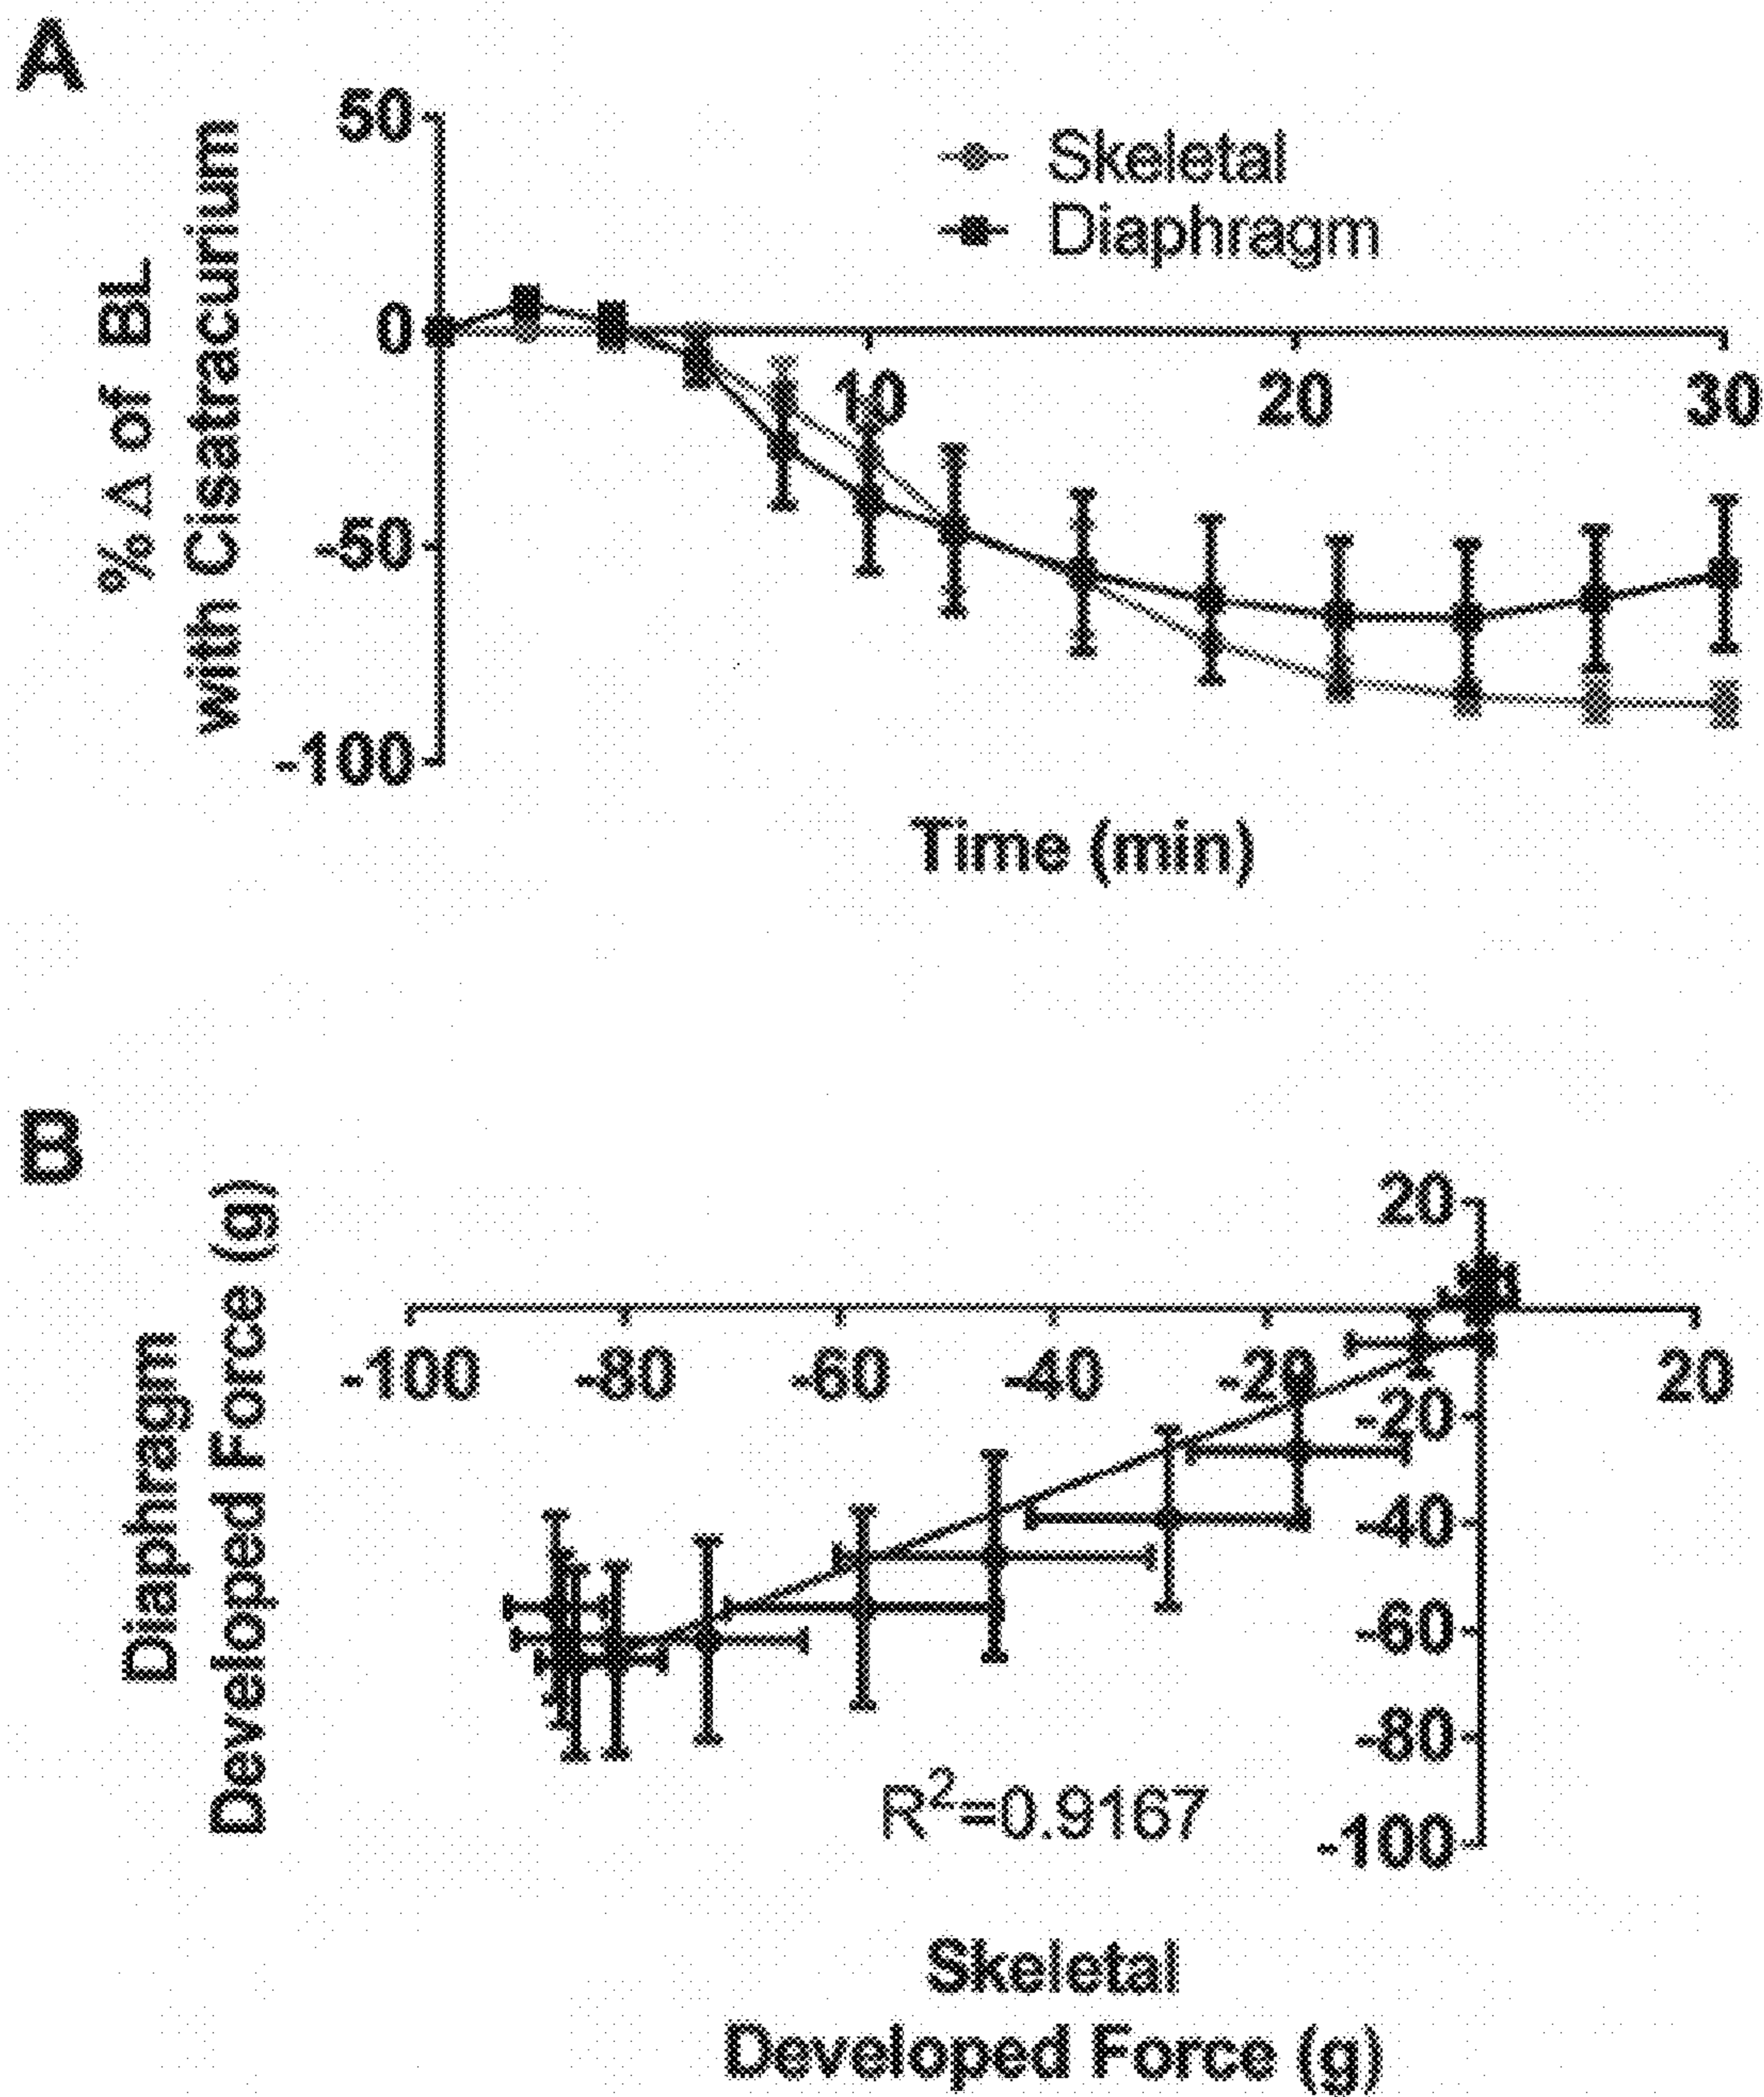 A
% Δ of BL
with Cisatracurium
50
0
-50
-100
10
20
30
Skeletal
Diaphragm
Time (min)
B
Diaphragm
Developed Force (g)
20
-100
-80
-60
-40
-20
20
-20
-40
-60
-80
-100
R²=0.9167
Skeletal
Developed Force (g)